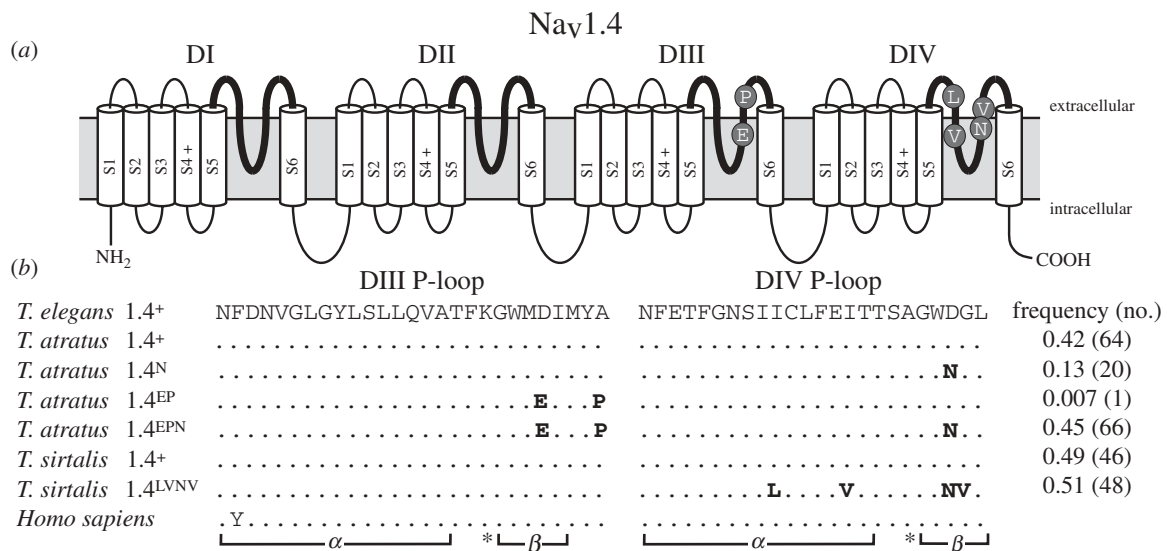 Nav1.4
(a)
DI DII DIII DIV
P E L V V N
extracellular
intracellular
S1 S2 S3 S4 + S5 S6 S1 S2 S3 S4 + S5 S6 S1 S2 S3 S4 + S5 S6 S1 S2 S3 S4 + S5 S6
NH2
COOH
(b)
DIII P-loop DIV P-loop
T. elegans 1.4+ NFDNVGLGYLSLLQVATFKGWMDIMYA NFETFGNSIICLFEITTSAGWDGL frequency (no.)
T. atratus 1.4+ ........................... ........................ 0.42 (64)
T. atratus 1.4N ........................... .....................N.. 0.13 (20)
T. atratus 1.4EP ......................E...P ........................ 0.007 (1)
T. atratus 1.4EPN ......................E...P .....................N.. 0.45 (66)
T. sirtalis 1.4+ ........................... ........................ 0.49 (46)
T. sirtalis 1.4LVNV ........................... .........L....V......NV. 0.51 (48)
Homo sapiens .Y......................... ........................
α * β α * β